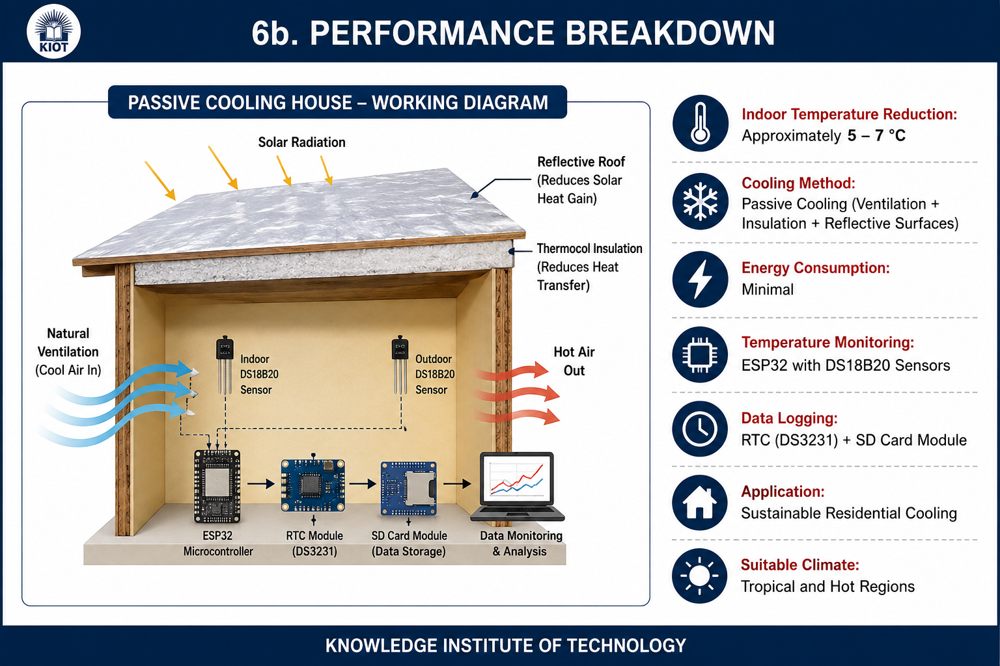 KIOT
6b. PERFORMANCE BREAKDOWN
PASSIVE COOLING HOUSE – WORKING DIAGRAM
Solar Radiation
Reflective Roof
(Reduces Solar
Heat Gain)
Thermocol Insulation
(Reduces Heat
Transfer)
Natural
Ventilation
(Cool Air In)
Indoor
DS18B20
Sensor
Outdoor
DS18B20
Sensor
Hot Air
Out
ESP32
Microcontroller
RTC Module
(DS3231)
SD Card Module
(Data Storage)
Data Monitoring
& Analysis
Indoor Temperature Reduction:
Approximately 5 – 7 °C
Cooling Method:
Passive Cooling (Ventilation +
Insulation + Reflective Surfaces)
Energy Consumption:
Minimal
Temperature Monitoring:
ESP32 with DS18B20 Sensors
Data Logging:
RTC (DS3231) + SD Card Module
Application:
Sustainable Residential Cooling
Suitable Climate:
Tropical and Hot Regions
KNOWLEDGE INSTITUTE OF TECHNOLOGY